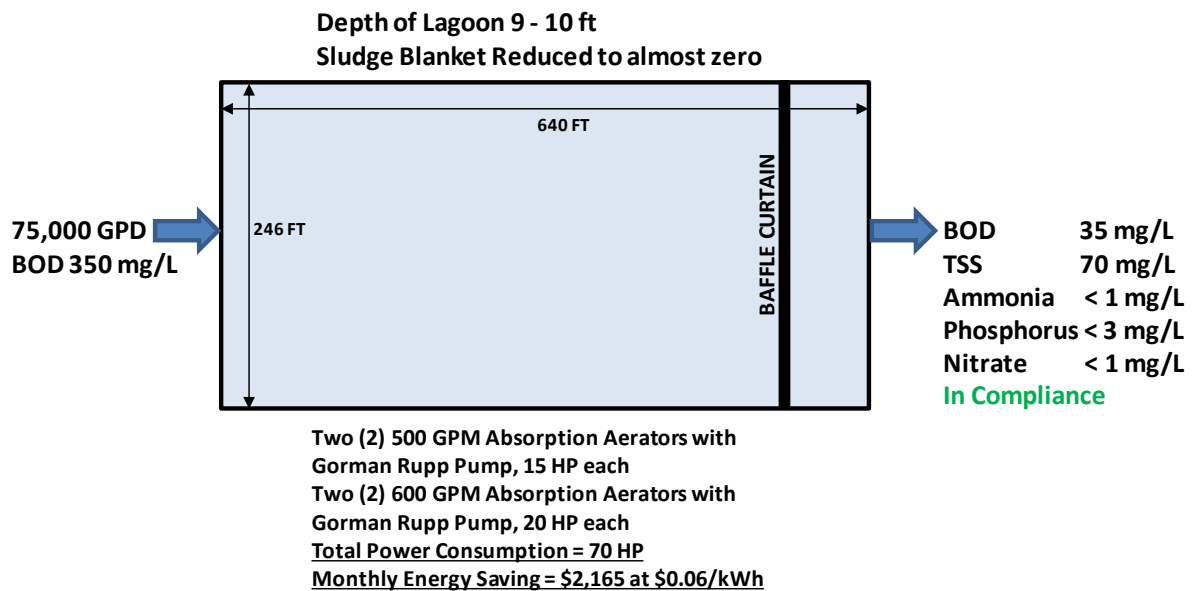 Depth of Lagoon 9 - 10 ft
Sludge Blanket Reduced to almost zero
640 FT
246 FT
BAFFLE CURTAIN
75,000 GPD
BOD 350 mg/L
BOD 35 mg/L
TSS 70 mg/L
Ammonia < 1 mg/L
Phosphorus < 3 mg/L
Nitrate < 1 mg/L
In Compliance
Two (2) 500 GPM Absorption Aerators with
Gorman Rupp Pump, 15 HP each
Two (2) 600 GPM Absorption Aerators with
Gorman Rupp Pump, 20 HP each
Total Power Consumption = 70 HP
Monthly Energy Saving = $2,165 at $0.06/kWh